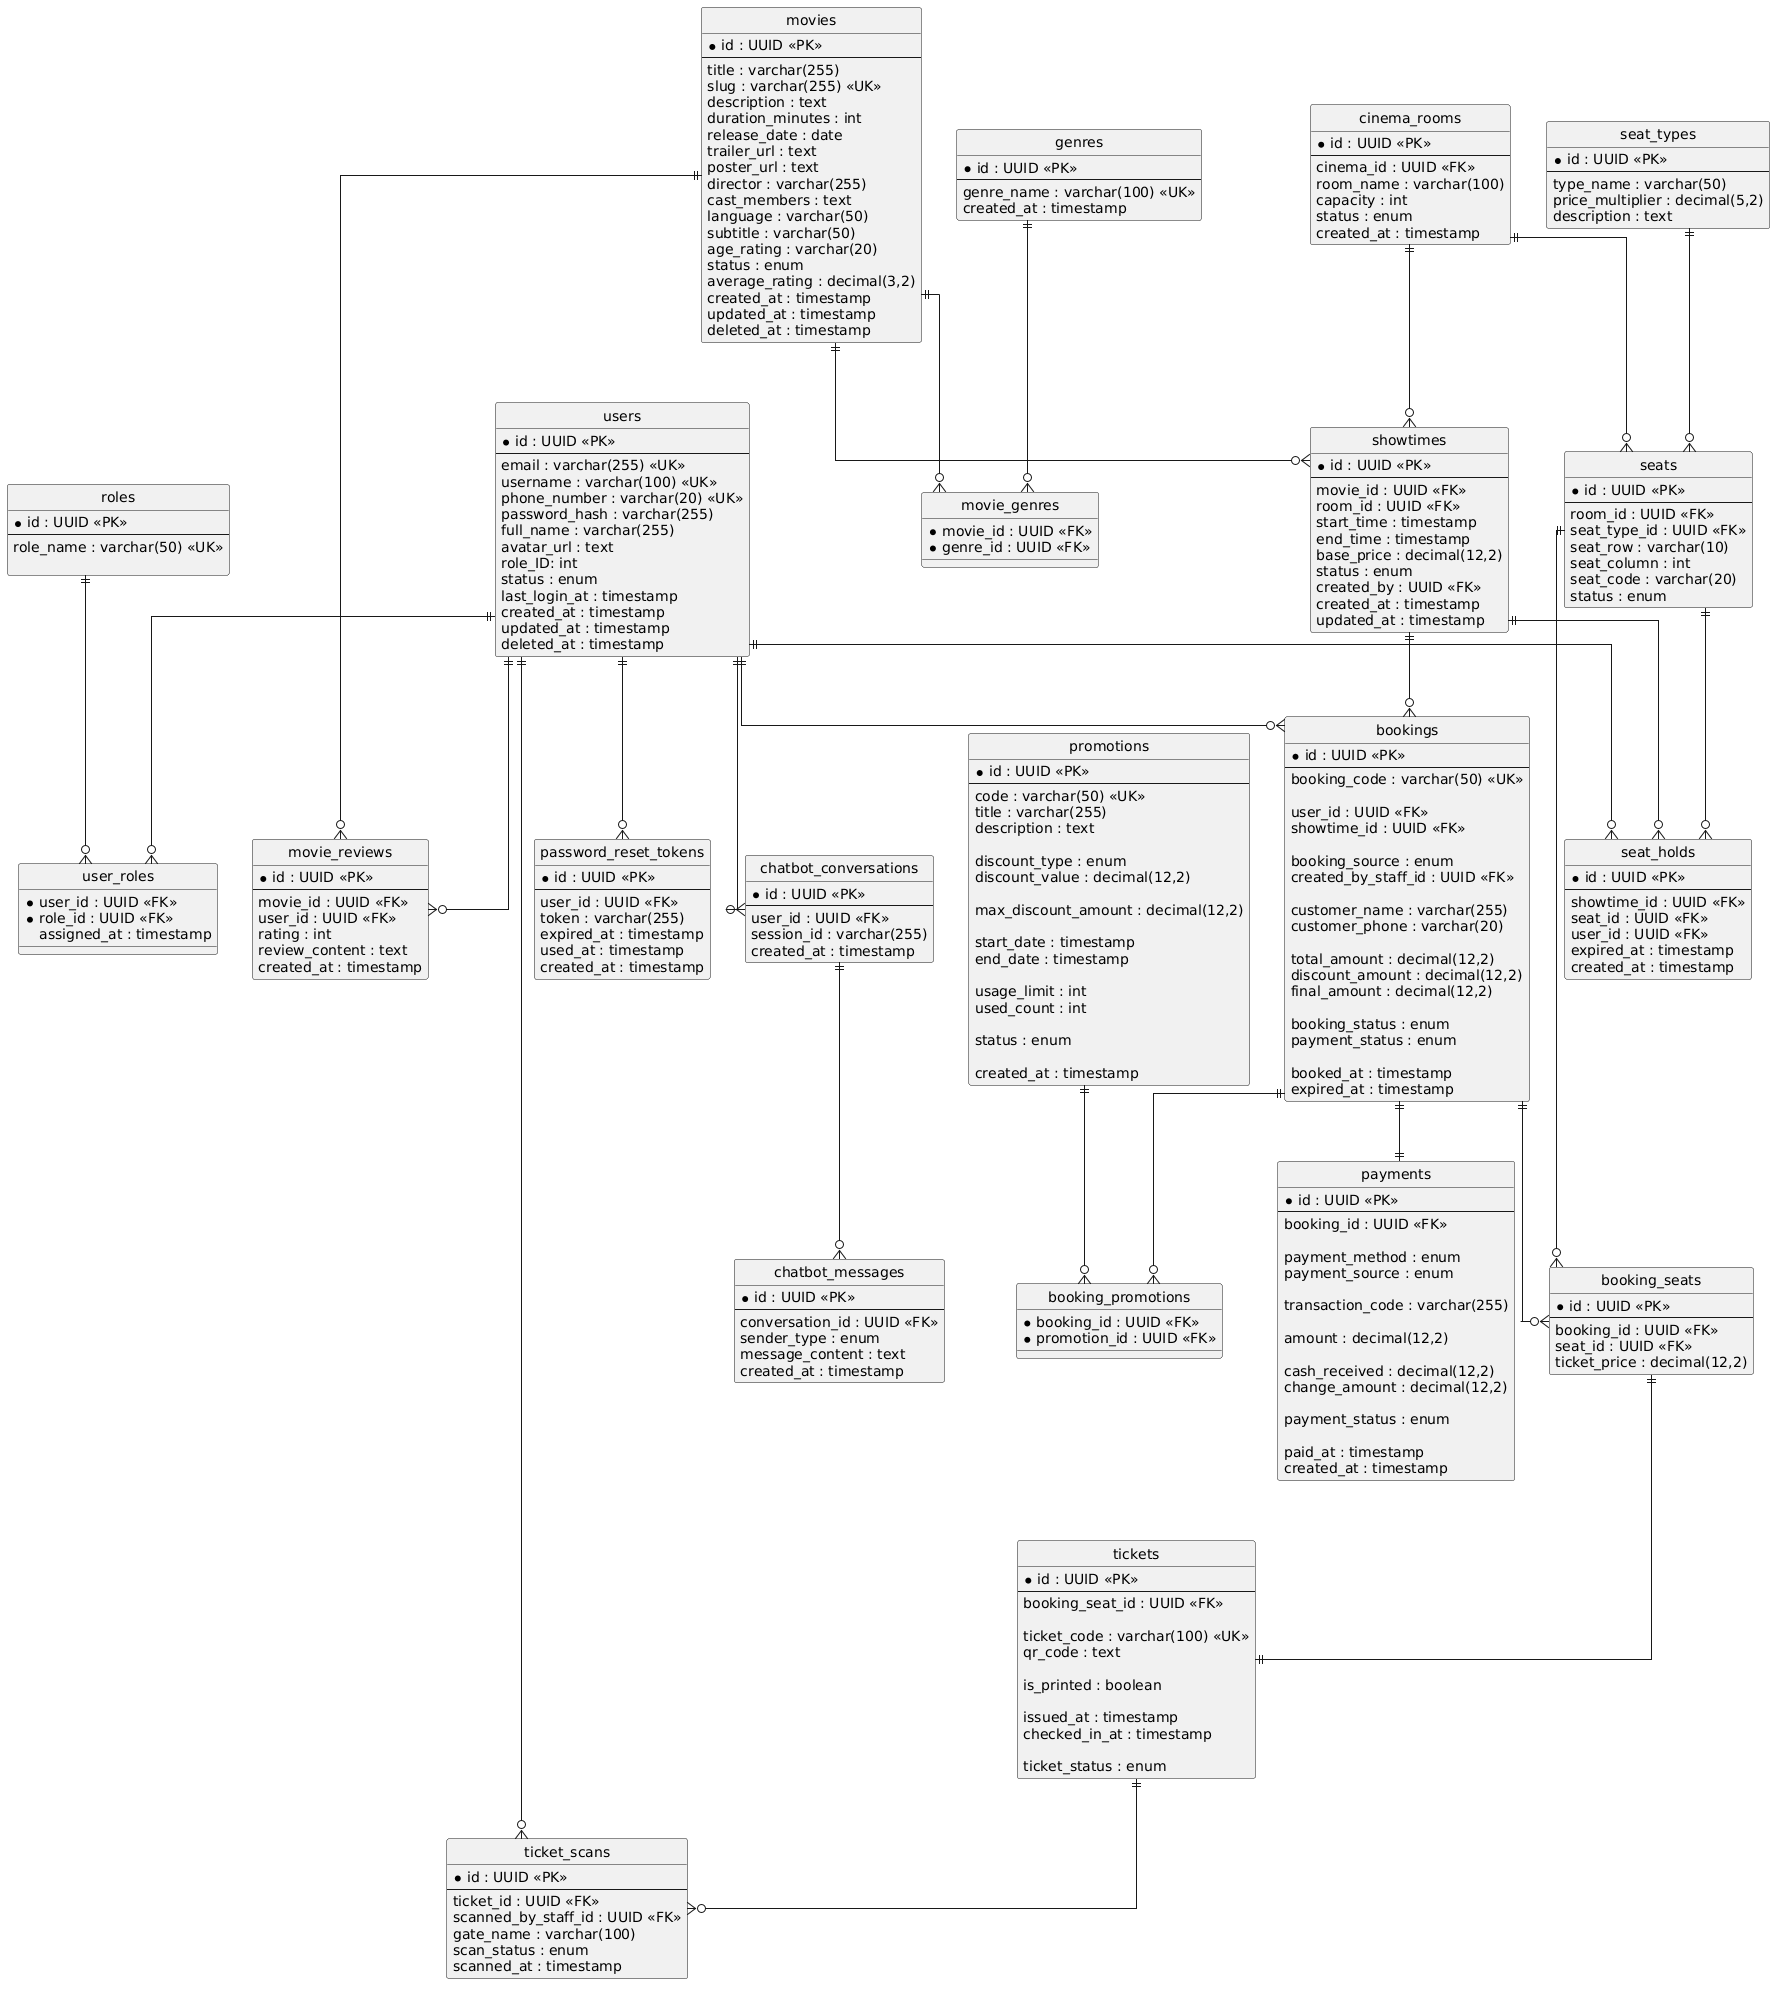 movies
id : UUID «PK»
title : varchar(255)
slug : varchar(255) «UK»
description : text
duration_minutes : int
release_date : date
trailer_url : text
poster_url : text
director : varchar(255)
cast_members : text
language : varchar(50)
subtitle : varchar(50)
age_rating : varchar(20)
status : enum
average_rating : decimal(3,2)
created_at : timestamp
updated_at : timestamp
deleted_at : timestamp
genres
id : UUID «PK»
genre_name : varchar(100) «UK»
created_at : timestamp
cinema_rooms
id : UUID «PK»
cinema_id : UUID «FK»
room_name : varchar(100)
capacity : int
status : enum
created_at : timestamp
seat_types
id : UUID «PK»
type_name : varchar(50)
price_multiplier : decimal(5,2)
description : text
roles
id : UUID «PK»
role_name : varchar(50) «UK»
users
id : UUID «PK»
email : varchar(255) «UK»
username : varchar(100) «UK»
phone_number : varchar(20) «UK»
password_hash : varchar(255)
full_name : varchar(255)
avatar_url : text
role_ID: int
status : enum
last_login_at : timestamp
created_at : timestamp
updated_at : timestamp
deleted_at : timestamp
movie_genres
movie_id : UUID «FK»
genre_id : UUID «FK»
showtimes
id : UUID «PK»
movie_id : UUID «FK»
room_id : UUID «FK»
start_time : timestamp
end_time : timestamp
base_price : decimal(12,2)
status : enum
created_by : UUID «FK»
created_at : timestamp
updated_at : timestamp
seats
id : UUID «PK»
room_id : UUID «FK»
seat_type_id : UUID «FK»
seat_row : varchar(10)
seat_column : int
seat_code : varchar(20)
status : enum
user_roles
user_id : UUID «FK»
role_id : UUID «FK»
assigned_at : timestamp
movie_reviews
id : UUID «PK»
movie_id : UUID «FK»
user_id : UUID «FK»
rating : int
review_content : text
created_at : timestamp
password_reset_tokens
id : UUID «PK»
user_id : UUID «FK»
token : varchar(255)
expired_at : timestamp
used_at : timestamp
created_at : timestamp
chatbot_conversations
id : UUID «PK»
user_id : UUID «FK»
session_id : varchar(255)
created_at : timestamp
promotions
id : UUID «PK»
code : varchar(50) «UK»
title : varchar(255)
description : text
discount_type : enum
discount_value : decimal(12,2)
max_discount_amount : decimal(12,2)
start_date : timestamp
end_date : timestamp
usage_limit : int
used_count : int
status : enum
created_at : timestamp
bookings
id : UUID «PK»
booking_code : varchar(50) «UK»
user_id : UUID «FK»
showtime_id : UUID «FK»
booking_source : enum
created_by_staff_id : UUID «FK»
customer_name : varchar(255)
customer_phone : varchar(20)
total_amount : decimal(12,2)
discount_amount : decimal(12,2)
final_amount : decimal(12,2)
booking_status : enum
payment_status : enum
booked_at : timestamp
expired_at : timestamp
seat_holds
id : UUID «PK»
showtime_id : UUID «FK»
seat_id : UUID «FK»
user_id : UUID «FK»
expired_at : timestamp
created_at : timestamp
chatbot_messages
id : UUID «PK»
conversation_id : UUID «FK»
sender_type : enum
message_content : text
created_at : timestamp
booking_promotions
booking_id : UUID «FK»
promotion_id : UUID «FK»
payments
id : UUID «PK»
booking_id : UUID «FK»
payment_method : enum
payment_source : enum
transaction_code : varchar(255)
amount : decimal(12,2)
cash_received : decimal(12,2)
change_amount : decimal(12,2)
payment_status : enum
paid_at : timestamp
created_at : timestamp
booking_seats
id : UUID «PK»
booking_id : UUID «FK»
seat_id : UUID «FK»
ticket_price : decimal(12,2)
tickets
id : UUID «PK»
booking_seat_id : UUID «FK»
ticket_code : varchar(100) «UK»
qr_code : text
is_printed : boolean
issued_at : timestamp
checked_in_at : timestamp
ticket_status : enum
ticket_scans
id : UUID «PK»
ticket_id : UUID «FK»
scanned_by_staff_id : UUID «FK»
gate_name : varchar(100)
scan_status : enum
scanned_at : timestamp